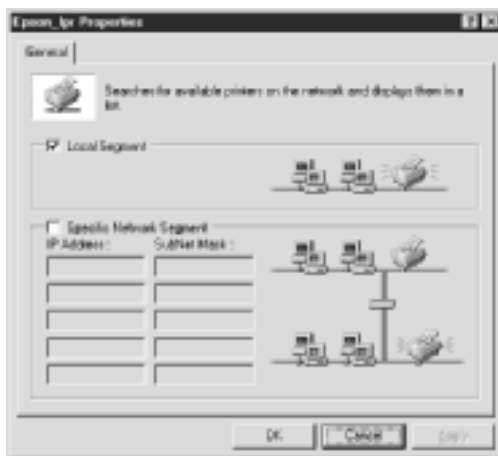 Epson_lpr Properties
General
Searches for available printers on the network and displays them in a
list.
Local Segment
Specific Network Segment
IP Address :
SubNet Mask :
OK
Cancel
Apply